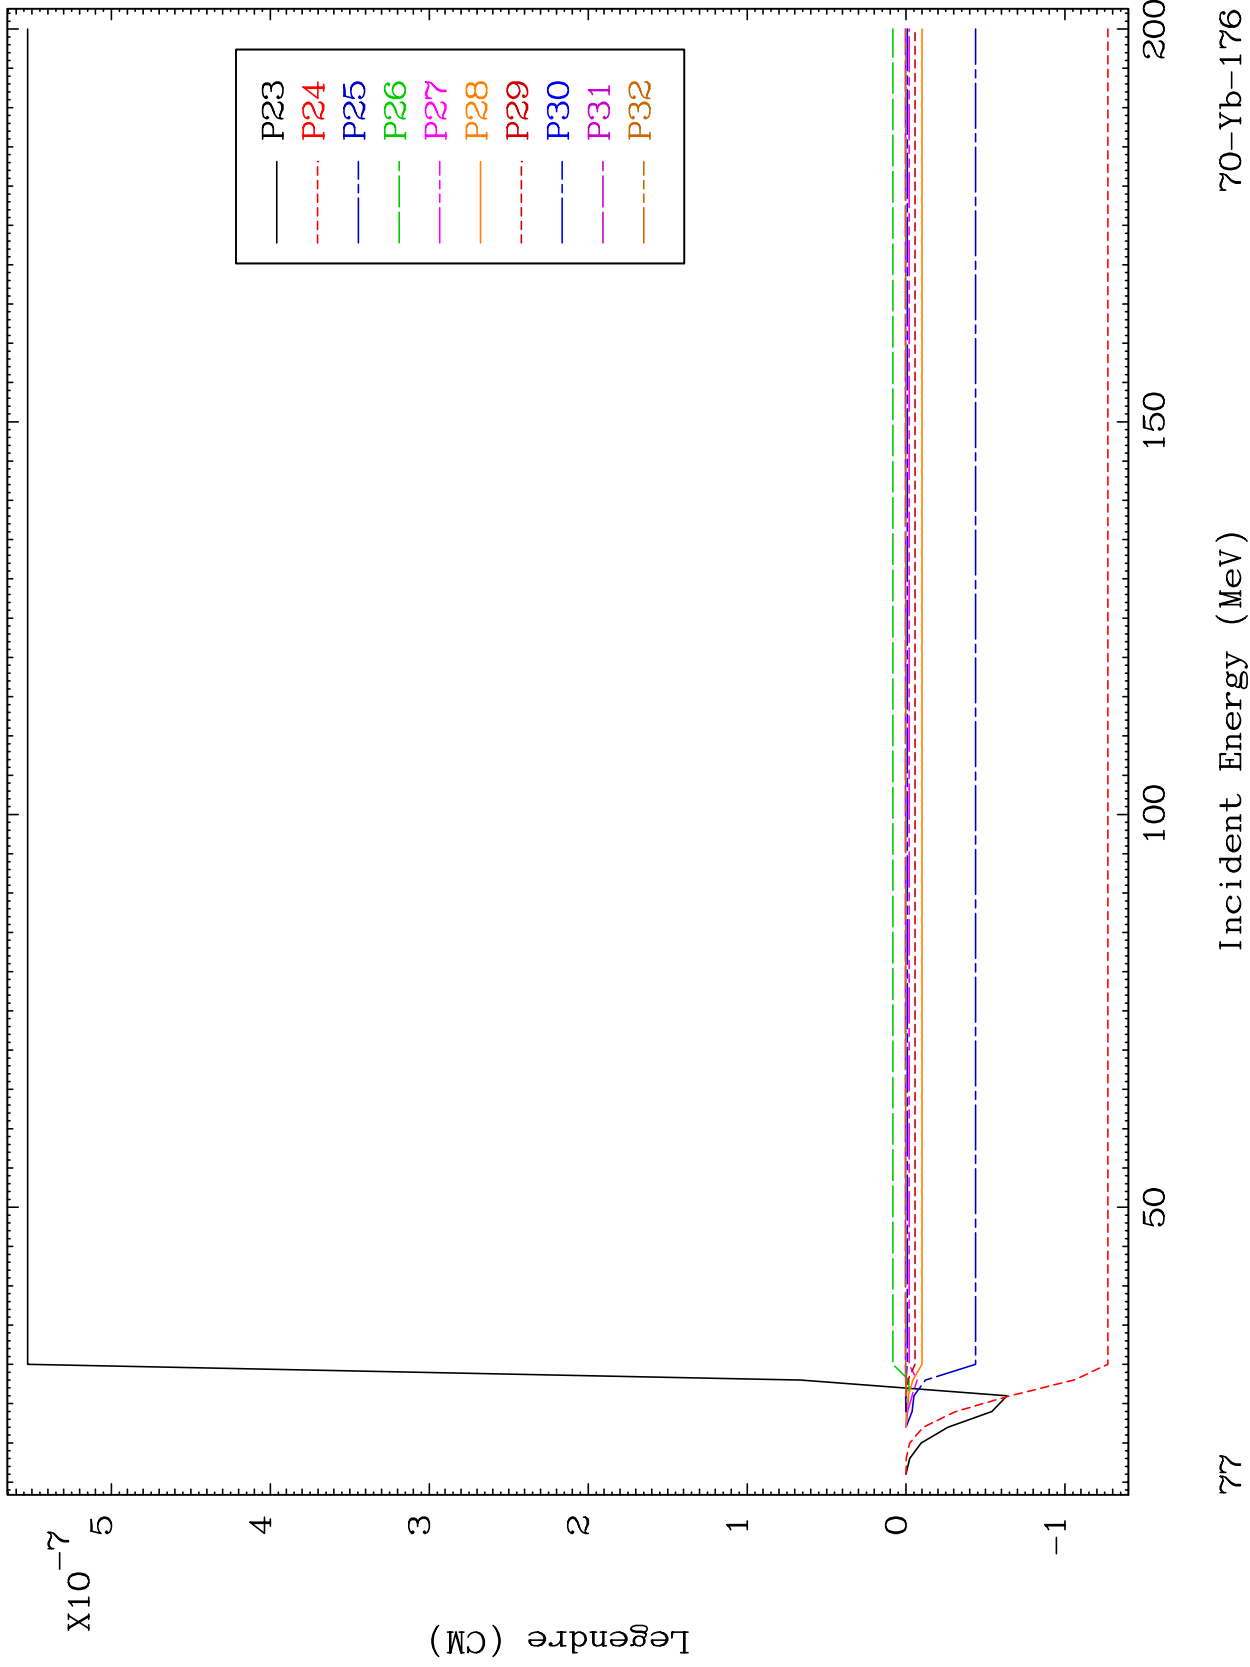 X10-7
5
4
3
2
1
0
-1
Legendre (CM)
P23
P24
P25
P26
P27
P28
P29
P30
P31
P32
50
100
150
200
Incident Energy (MeV)
77
70-Yb-176